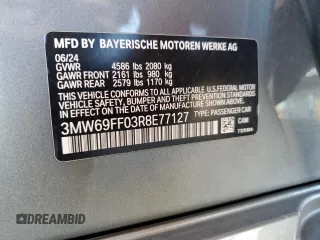 MFD BY BAYERISCHE MOTOREN WERKE AG
06/24
GVWR 4586 lbs 2080 kg
GAWR FRONT 2161 lbs 980 kg
GAWR REAR 2579 lbs 1170 kg
THIS VEHICLE CONFORMS TO ALL APPLICABLE U.S. FEDERAL MOTOR
VEHICLE SAFETY, BUMPER, AND THEFT PREVENTION STANDARDS
IN EFFECT ON THE DATE OF MANUFACTURE SHOWN ABOVE.
3MW69FF03R8E77127
TYPE: PASSENGER CAR
C4W
DREAMBID